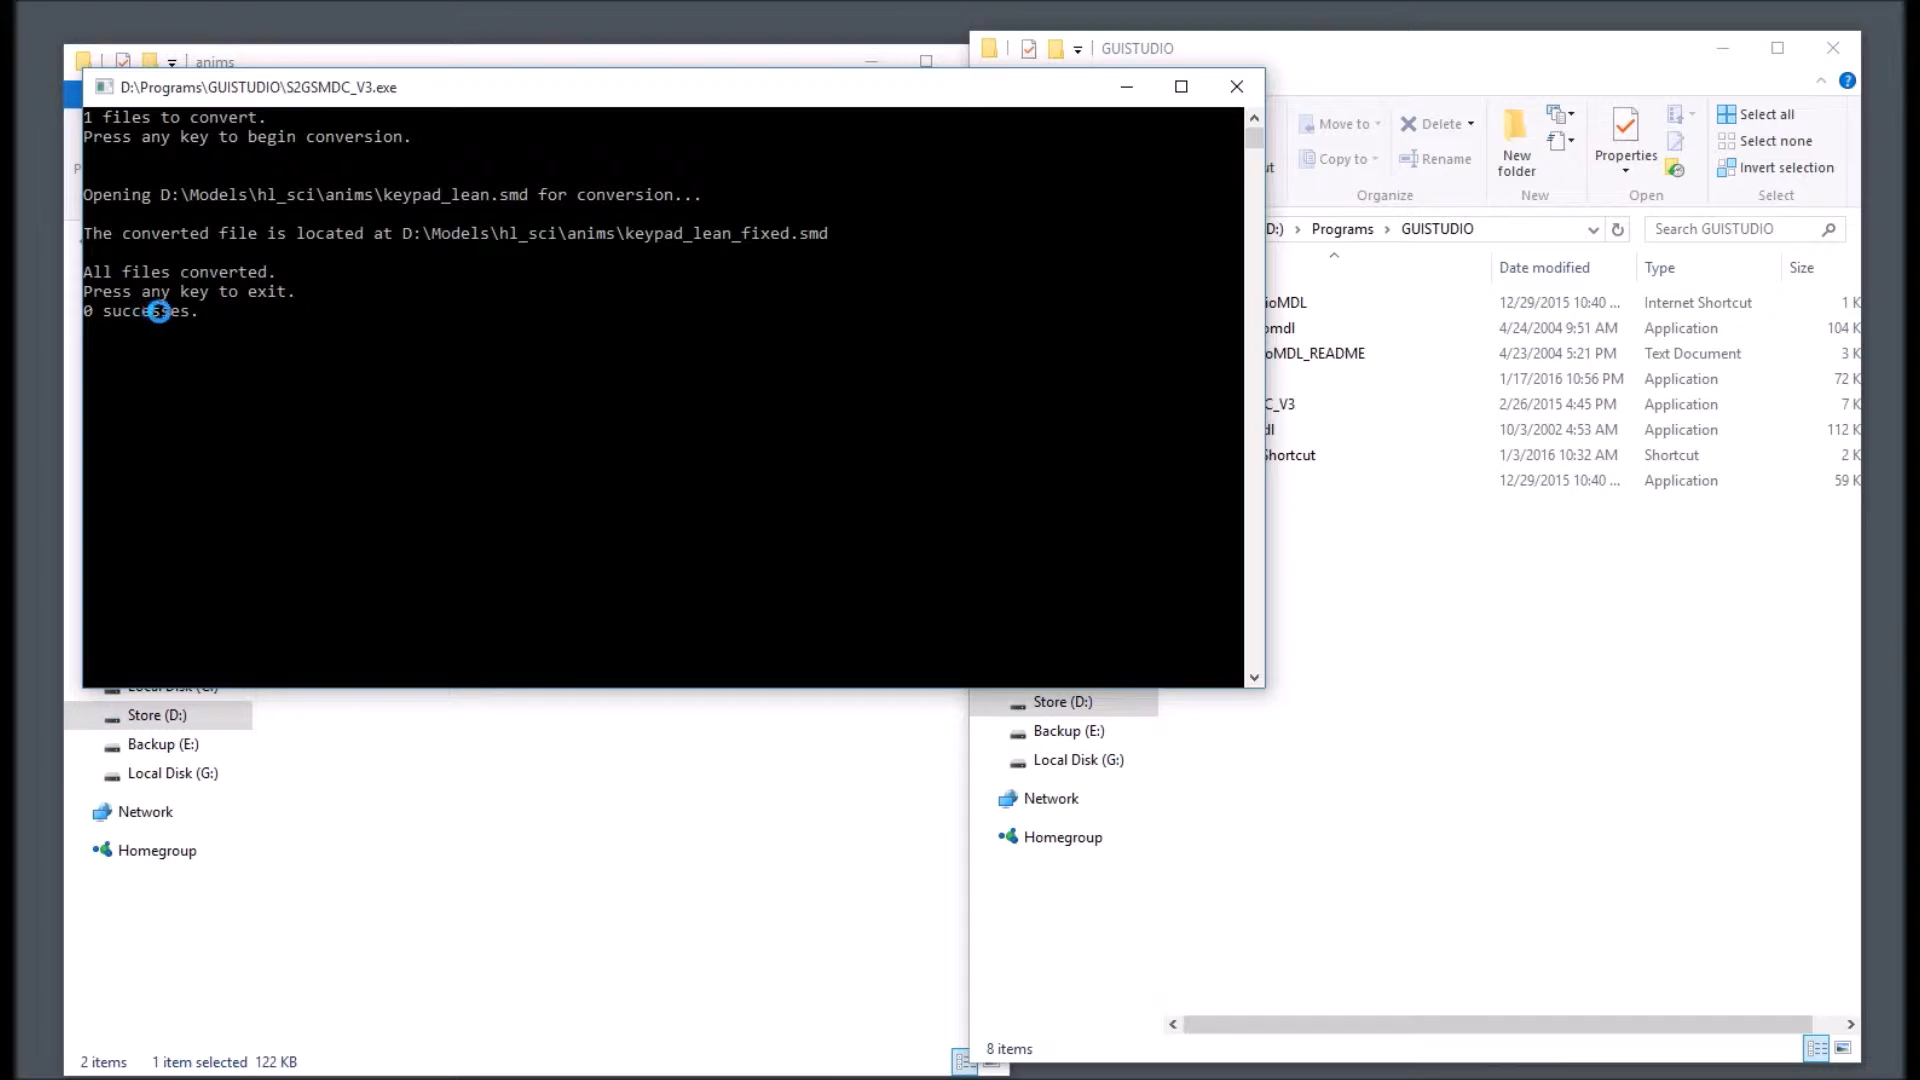 anims
D:\Programs\GUISTUDIO\S2GSMDC_V3.exe
1 files to convert.
Press any key to begin conversion.
Opening D:\Models\hl_sci\anims\keypad_lean.smd for conversion...
The converted file is located at D:\Models\hl_sci\anims\keypad_lean_fixed.smd
All files converted.
Press any key to exit.
0 successes.
Store (D:)
Backup (E:)
Local Disk (G:)
Network
Homegroup
2 items 1 item selected 122 KB
GUISTUDIO
Move to Delete
Copy to Rename
Organize
New folder
New
Properties
Open
Select all
Select none
Invert selection
Select
D:) > Programs > GUISTUDIO
Search GUISTUDIO
Date modified Type Size
ioMDL 12/29/2015 10:40 ... Internet Shortcut 1 K
omdl 4/24/2004 9:51 AM Application 104 K
oMDL_README 4/23/2004 5:21 PM Text Document 3 K
1/17/2016 10:56 PM Application 72 K
C_V3 2/26/2015 4:45 PM Application 7 K
dl 10/3/2002 4:53 AM Application 112 K
Shortcut 1/3/2016 10:32 AM Shortcut 2 K
12/29/2015 10:40 ... Application 59 K
Store (D:)
Backup (E:)
Local Disk (G:)
Network
Homegroup
8 items